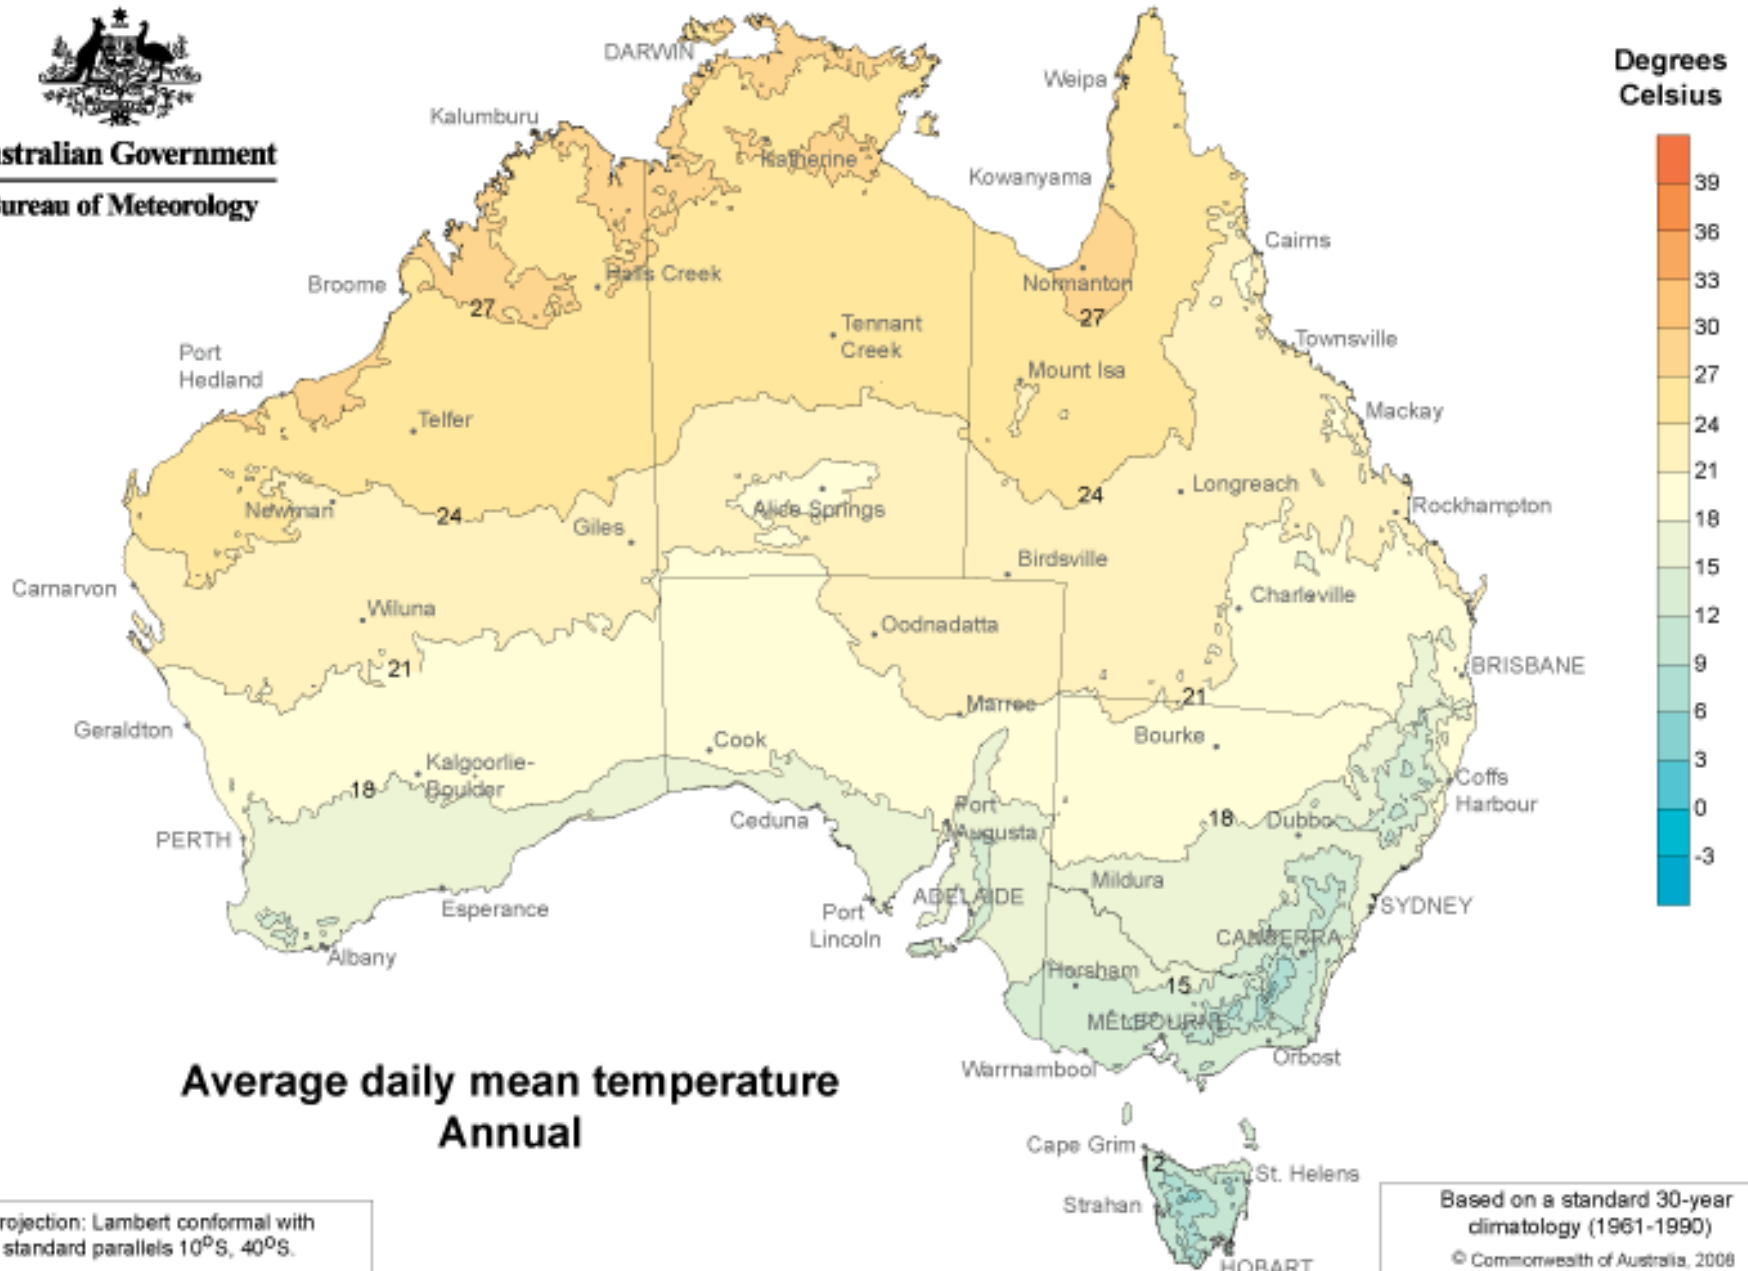 ustralian Government
ureau of Meteorology
DARWIN
Weipa
Kalumburu
Katherine
Kowanyama
Cairns
Broome
Halls Creek
Normanton
27
27
Tennant
Creek
Townsville
Port
Hedland
Mount Isa
Telfer
Mackay
Longreach
24
Newman
24
Alice Springs
Rockhampton
Giles
Birdsville
Carnarvon
Charleville
Wiluna
Oodnadatta
21
BRISBANE
21
Marree
Geraldton
Bourke
Cook
Kalgoorlie-
Boulder
18
Coffs
Harbour
Port
Augusta
Ceduna
18
Dubbo
PERTH
Mildura
ADELAIDE
Esperance
Port
Lincoln
SYDNEY
CANBERRA
Albany
Horsham
15
MELBOURNE
Warrnambool
Orbost
Cape Grim
12
St. Helens
Strahan
HOBART
Degrees
Celsius
39
36
33
30
27
24
21
18
15
12
9
6
3
0
-3
Average daily mean temperature
Annual
rojection: Lambert conformal with
standard parallels 10ºS, 40ºS.
Based on a standard 30-year
climatology (1961-1990)
© Commonwealth of Australia, 2008